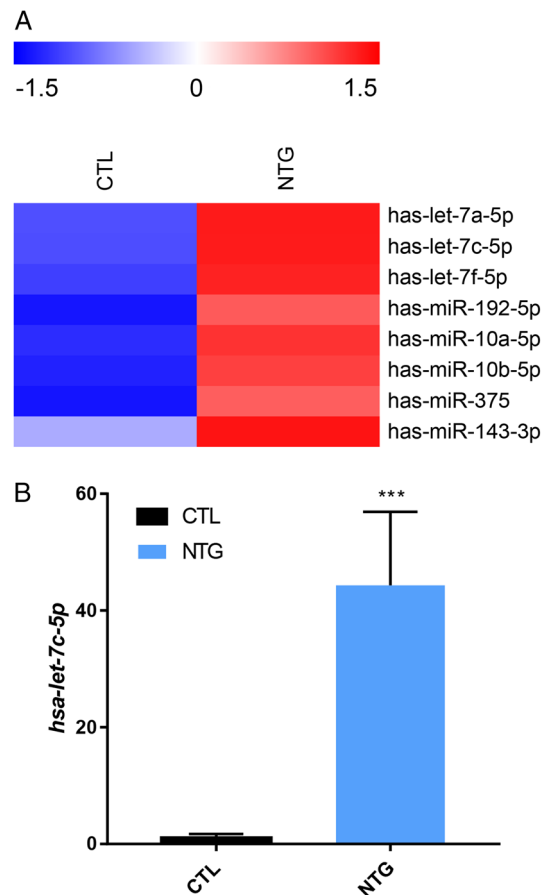 A
-1.5 0 1.5
CTL NTG
has-let-7a-5p
has-let-7c-5p
has-let-7f-5p
has-miR-192-5p
has-miR-10a-5p
has-miR-10b-5p
has-miR-375
has-miR-143-3p
B
60
40
20
0
hsa-let-7c-5p
CTL
NTG
***
CTL NTG